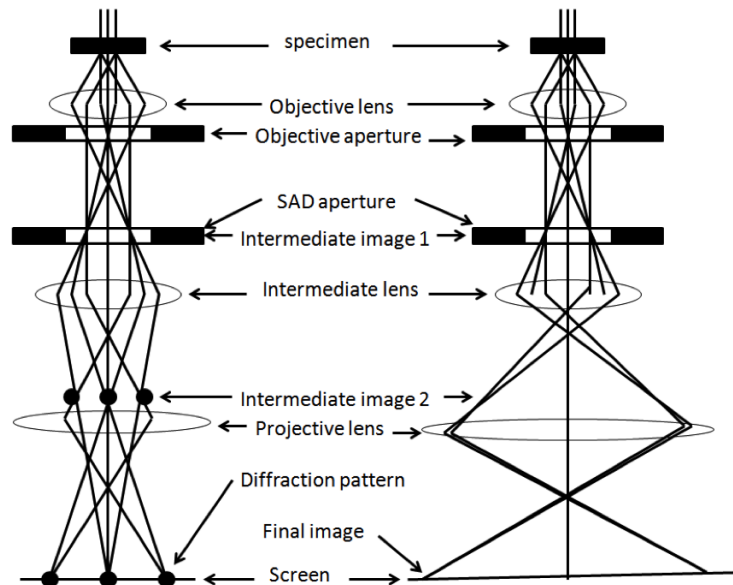 specimen
Objective lens
Objective aperture
SAD aperture
Intermediate image 1
Intermediate lens
Intermediate image 2
Projective lens
Diffraction pattern
Final image
Screen